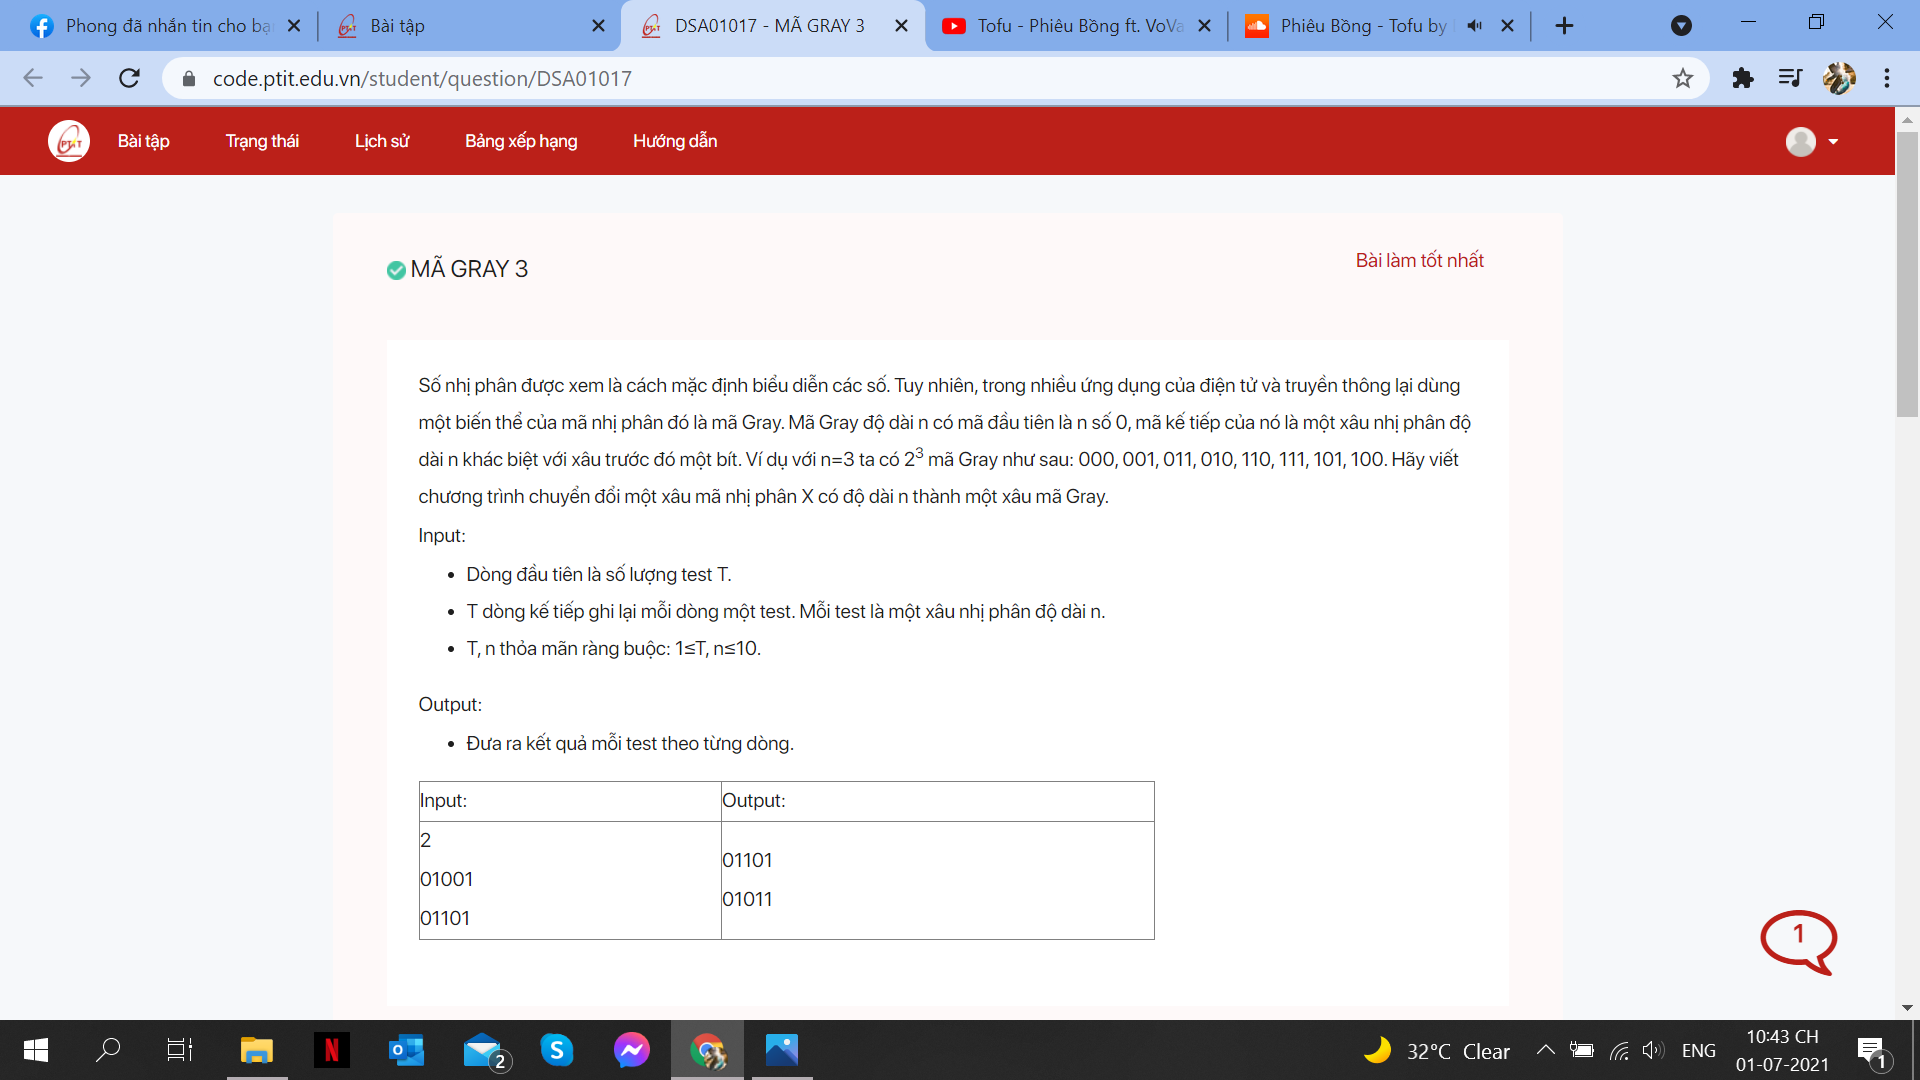 Phong đã nhắn tin cho bạ
Bài tập
DSA01017 - MÃ GRAY 3
Tofu - Phiêu Bồng ft. VoVa
Phiêu Bồng - Tofu by
code.ptit.edu.vn/student/question/DSA01017
PTIT
Bài tập
Trạng thái
Lịch sử
Bảng xếp hạng
Hướng dẫn
MÃ GRAY 3
Bài làm tốt nhất
Số nhị phân được xem là cách mặc định biểu diễn các số. Tuy nhiên, trong nhiều ứng dụng của điện tử và truyền thông lại dùng
một biến thể của mã nhị phân đó là mã Gray. Mã Gray độ dài n có mã đầu tiên là n số 0, mã kế tiếp của nó là một xâu nhị phân độ
dài n khác biệt với xâu trước đó một bít. Ví dụ với n=3 ta có 2³ mã Gray như sau: 000, 001, 011, 010, 110, 111, 101, 100. Hãy viết
chương trình chuyển đổi một xâu mã nhị phân X có độ dài n thành một xâu mã Gray.
Input:
• Dòng đầu tiên là số lượng test T.
• T dòng kế tiếp ghi lại mỗi dòng một test. Mỗi test là một xâu nhị phân độ dài n.
• T, n thỏa mãn ràng buộc: 1≤T, n≤10.
Output:
• Đưa ra kết quả mỗi test theo từng dòng.
Input:
Output:
2
01001
01101
01101
01011
1
N
2
S
32°C Clear
ENG
10:43 CH
01-07-2021
1